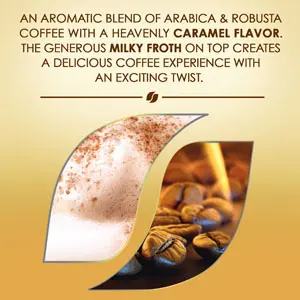 AN AROMATIC BLEND OF ARABICA & ROBUSTA
COFFEE WITH A HEAVENLY CARAMEL FLAVOR.
THE GENEROUS MILKY FROTH ON TOP CREATES
A DELICIOUS COFFEE EXPERIENCE WITH
AN EXCITING TWIST.